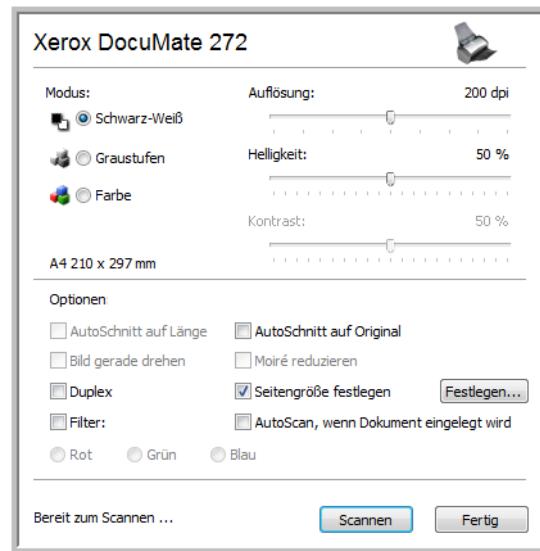 Xerox DocuMate 272
Modus: Auflösung: 200 dpi
Schwarz-Weiß
Graustufen Helligkeit: 50 %
Farbe
Kontrast: 50 %
A4 210 x 297 mm
Optionen
AutoSchnitt auf Länge AutoSchnitt auf Original
Bild gerade drehen Moiré reduzieren
Duplex Seitengröße festlegen Festlegen...
Filter: AutoScan, wenn Dokument eingelegt wird
Rot Grün Blau
Bereit zum Scannen ... Scannen Fertig